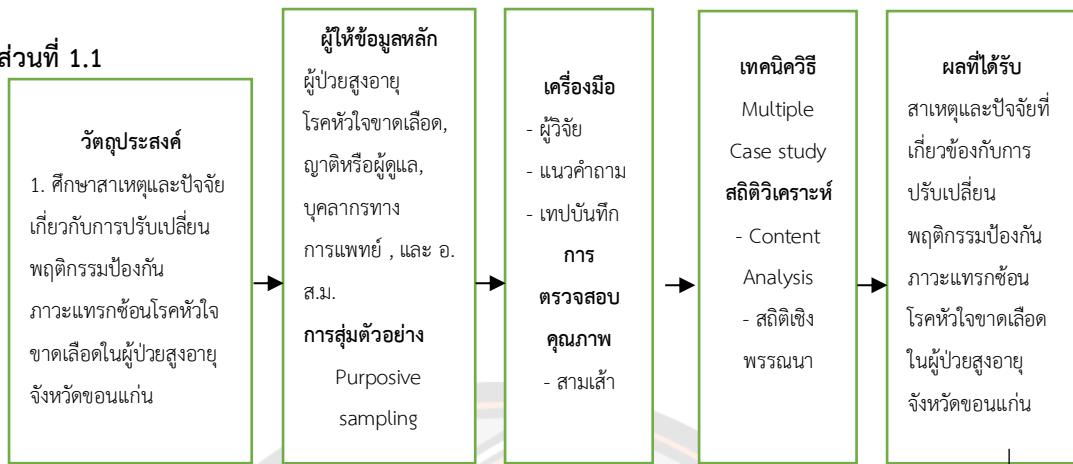 ส่วนที่ 1.1
วัตถุประสงค์
1. ศึกษาสาเหตุและปัจจัย
เกี่ยวกับการปรับเปลี่ยน
พฤติกรรมป้องกัน
ภาวะแทรกซ้อนโรคหัวใจ
ขาดเลือดในผู้ป่วยสูงอายุ
จังหวัดขอนแก่น
ผู้ให้ข้อมูลหลัก
ผู้ป่วยสูงอายุ
โรคหัวใจขาดเลือด,
ญาติหรือผู้ดูแล,
บุคลากรทาง
การแพทย์ , และ อ.
ส.ม.
การสุ่มตัวอย่าง
Purposive
sampling
เครื่องมือ
- ผู้วิจัย
- แนวคำถาม
- เทปบันทึก
การ
ตรวจสอบ
คุณภาพ
- สามเส้า
เทคนิควิธี
Multiple
Case study
สถิติวิเคราะห์
- Content
Analysis
- สถิติเชิง
พรรณนา
ผลที่ได้รับ
สาเหตุและปัจจัยที่
เกี่ยวข้องกับการ
ปรับเปลี่ยน
พฤติกรรมป้องกัน
ภาวะแทรกซ้อน
โรคหัวใจขาดเลือด
ในผู้ป่วยสูงอายุ
จังหวัดขอนแก่น